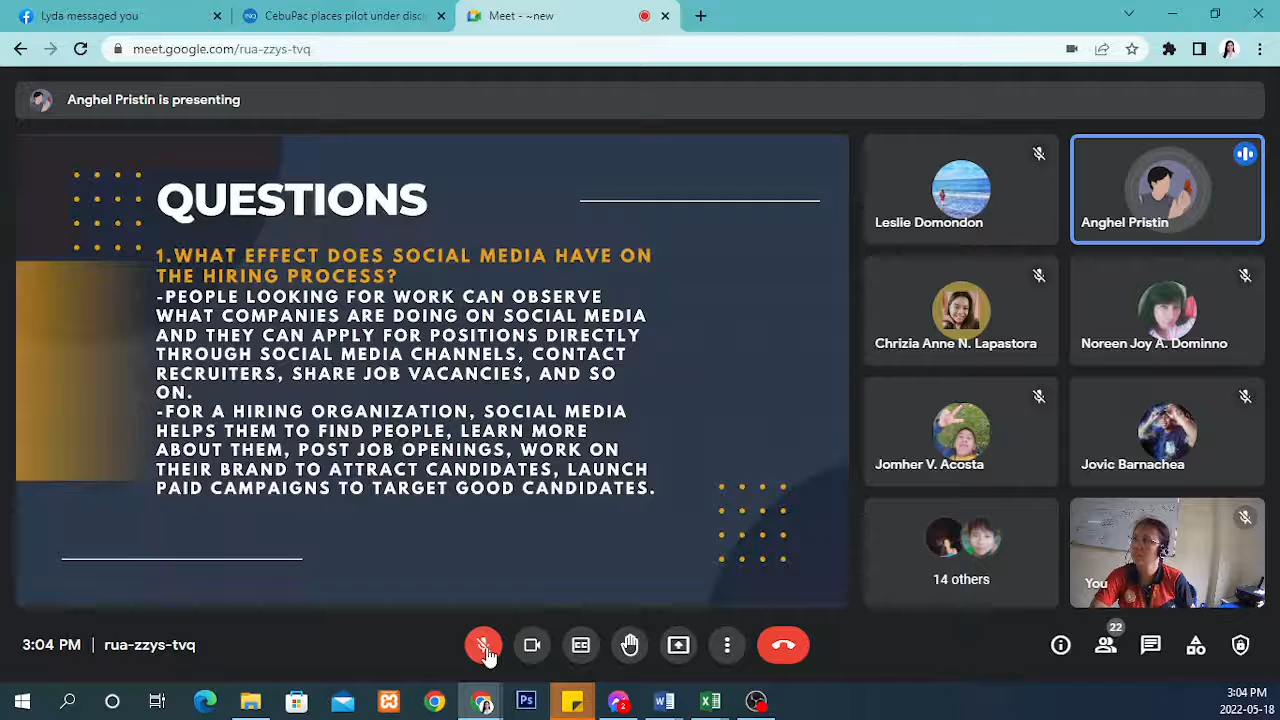 Lyda messaged you
CebuPac places pilot under disci
Meet - ~new
meet.google.com/rua-zzys-tvq
Anghel Pristin is presenting
QUESTIONS
1.WHAT EFFECT DOES SOCIAL MEDIA HAVE ON
THE HIRING PROCESS?
-PEOPLE LOOKING FOR WORK CAN OBSERVE
WHAT COMPANIES ARE DOING ON SOCIAL MEDIA
AND THEY CAN APPLY FOR POSITIONS DIRECTLY
THROUGH SOCIAL MEDIA CHANNELS, CONTACT
RECRUITERS, SHARE JOB VACANCIES, AND SO
ON.
-FOR A HIRING ORGANIZATION, SOCIAL MEDIA
HELPS THEM TO FIND PEOPLE, LEARN MORE
ABOUT THEM, POST JOB OPENINGS, WORK ON
THEIR BRAND TO ATTRACT CANDIDATES, LAUNCH
PAID CAMPAIGNS TO TARGET GOOD CANDIDATES.
Leslie Domondon
Anghel Pristin
Chrizia Anne N. Lapastora
Noreen Joy A. Dominno
Jomher V. Acosta
Jovic Barnachea
14 others
You
3:04 PM | rua-zzys-tvq
CC
22
Ps
2
3:04 PM
2022-05-18